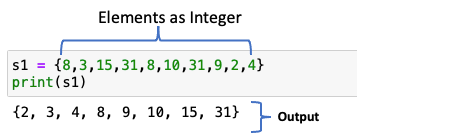 Elements as Integer
s1 = {8,3,15,31,8,10,31,9,2,4}
print(s1)
{2, 3, 4, 8, 9, 10, 15, 31} Output